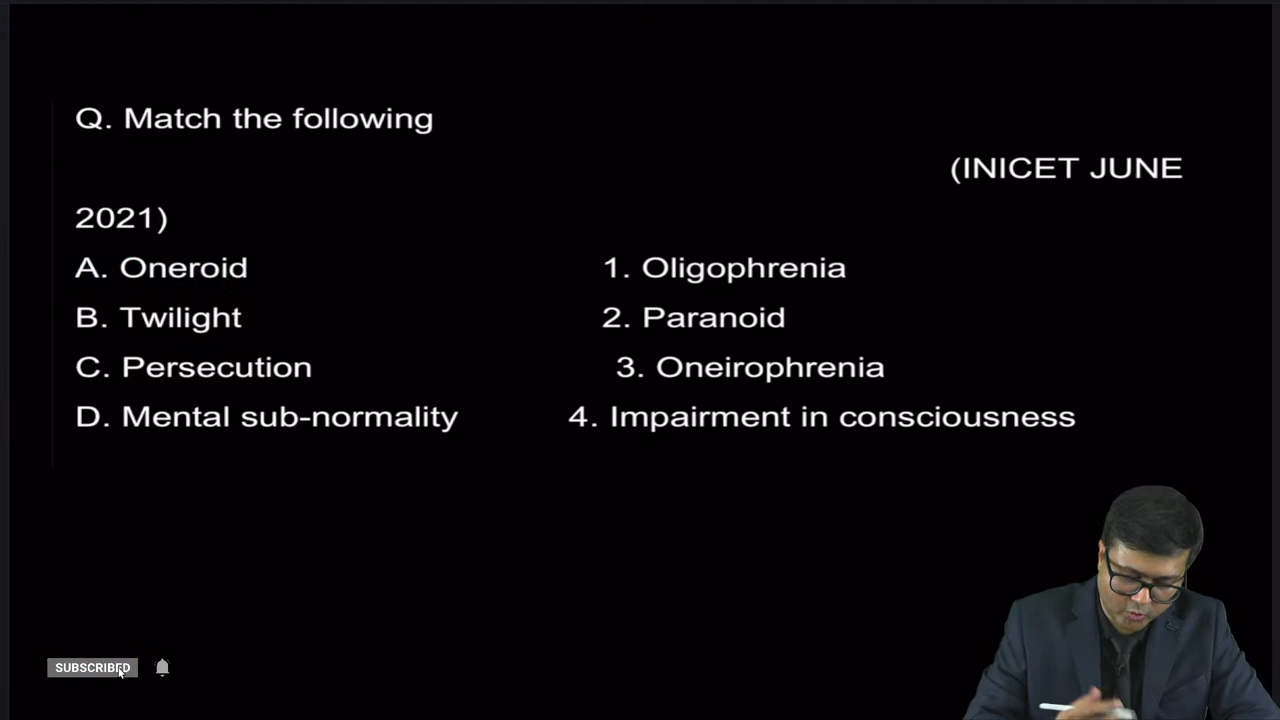 Q. Match the following
(INICET JUNE
2021)
A. Oneroid 1. Oligophrenia
B. Twilight 2. Paranoid
C. Persecution 3. Oneirophrenia
D. Mental sub-normality 4. Impairment in consciousness
SUBSCRIBED